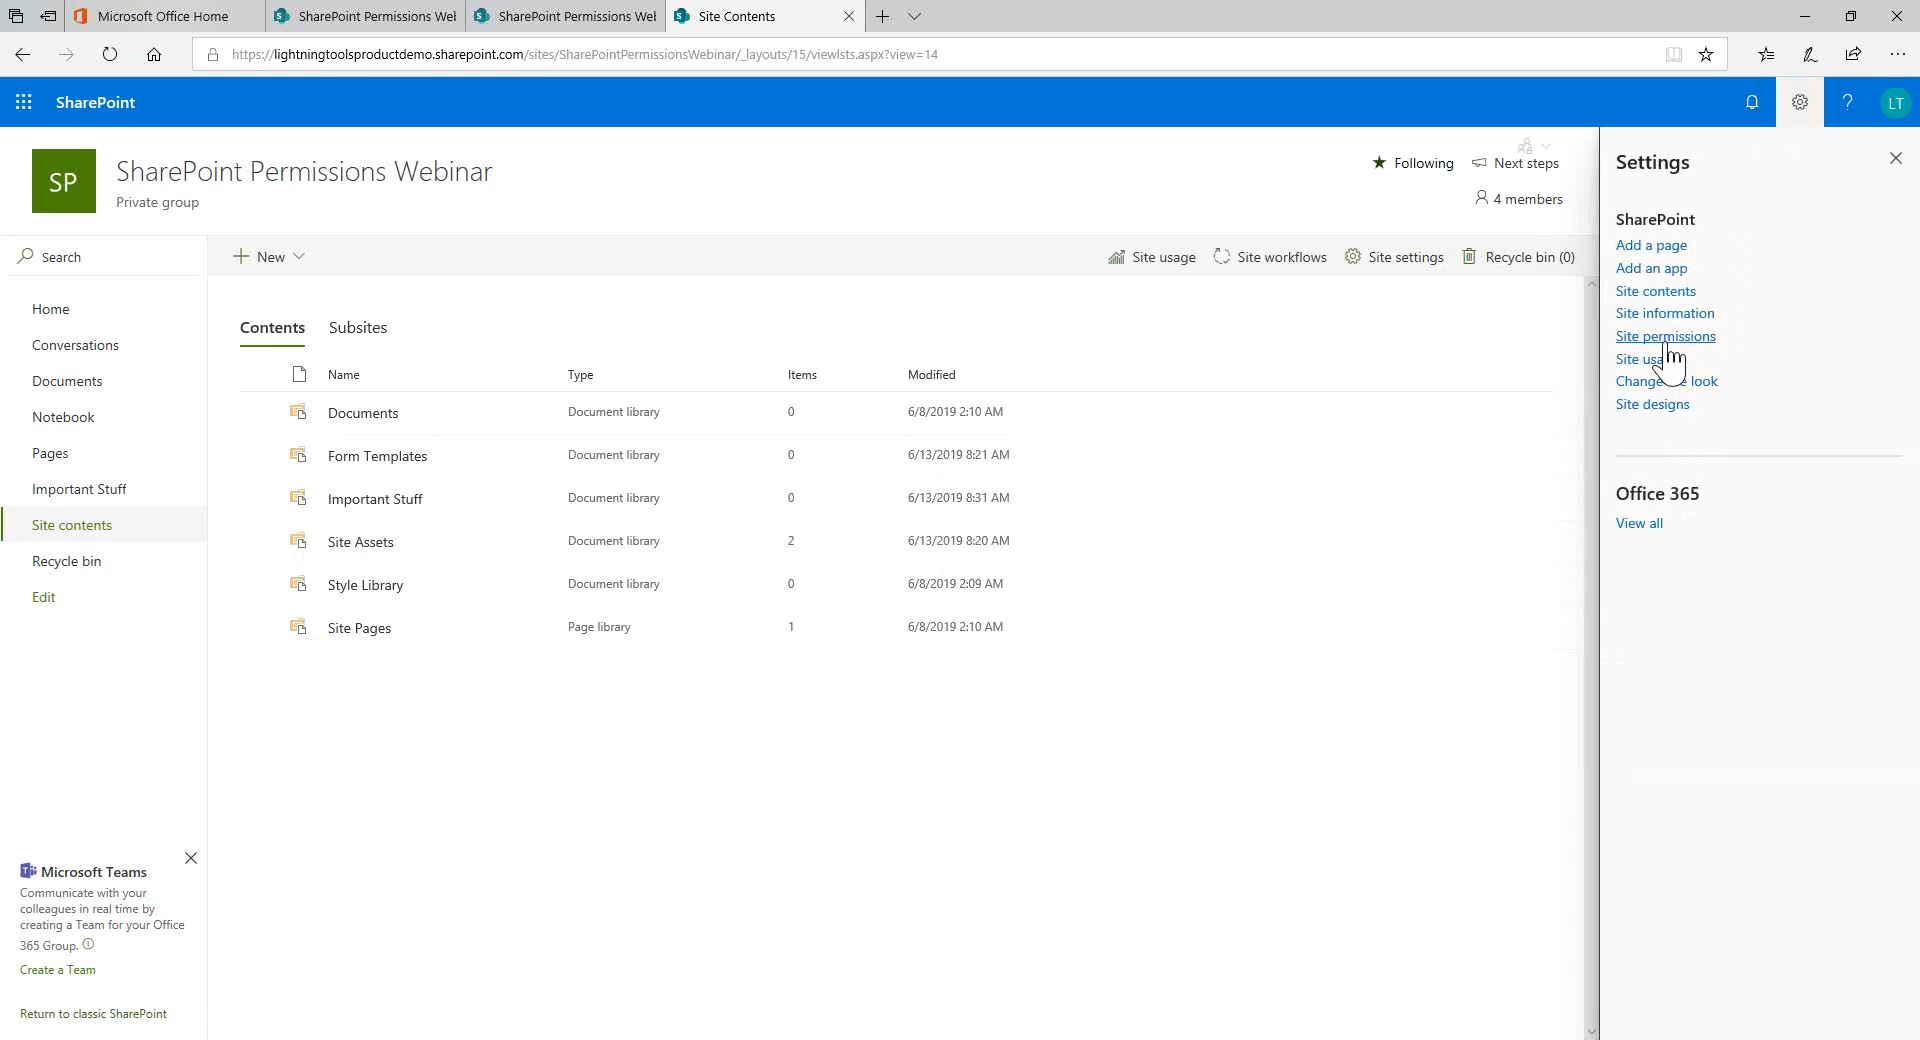 Microsoft Office Home
SharePoint Permissions Wel
SharePoint Permissions Wel
Site Contents
https://lightningtoolsproductdemo.sharepoint.com/sites/SharePointPermissionsWebinar/_layouts/15/viewlsts.aspx?view=14
SharePoint
LT
SP
SharePoint Permissions Webinar
Private group
Following
Next steps
4 members
Search
New
Site usage
Site workflows
Site settings
Recycle bin (0)
Home
Conversations
Documents
Notebook
Pages
Important Stuff
Site contents
Recycle bin
Edit
Contents Subsites
Name Type Items Modified
Documents Document library 0 6/8/2019 2:10 AM
Form Templates Document library 0 6/13/2019 8:21 AM
Important Stuff Document library 0 6/13/2019 8:31 AM
Site Assets Document library 2 6/13/2019 8:20 AM
Style Library Document library 0 6/8/2019 2:09 AM
Site Pages Page library 1 6/8/2019 2:10 AM
Microsoft Teams
Communicate with your
colleagues in real time by
creating a Team for your Office
365 Group.
Create a Team
Return to classic SharePoint
Settings
SharePoint
Add a page
Add an app
Site contents
Site information
Site permissions
Site usa
Change look
Site designs
Office 365
View all